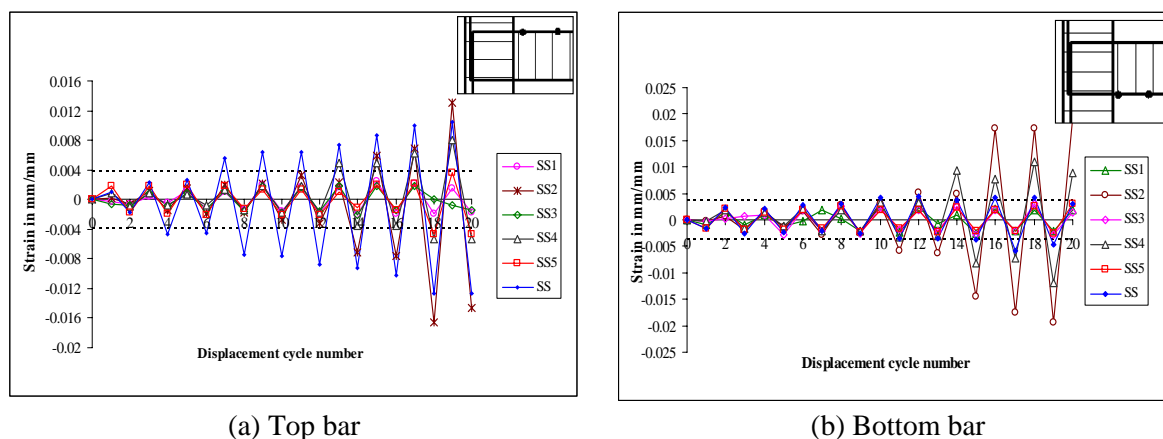 0.016
0.012
0.008
0.004
0
-0.004
-0.008
-0.012
-0.016
-0.02
0 2 8 20
Strain in mm/mm
Displacement cycle number
SS1
SS2
SS3
SS4
SS5
SS
(a) Top bar
0.025
0.02
0.015
0.01
0.005
0
-0.005
-0.01
-0.015
-0.02
-0.025
0 2 4 6 8 10 12 14 16 18 20
Strain in mm/mm
Displacement cycle number
SS1
SS2
SS3
SS4
SS5
SS
(b) Bottom bar